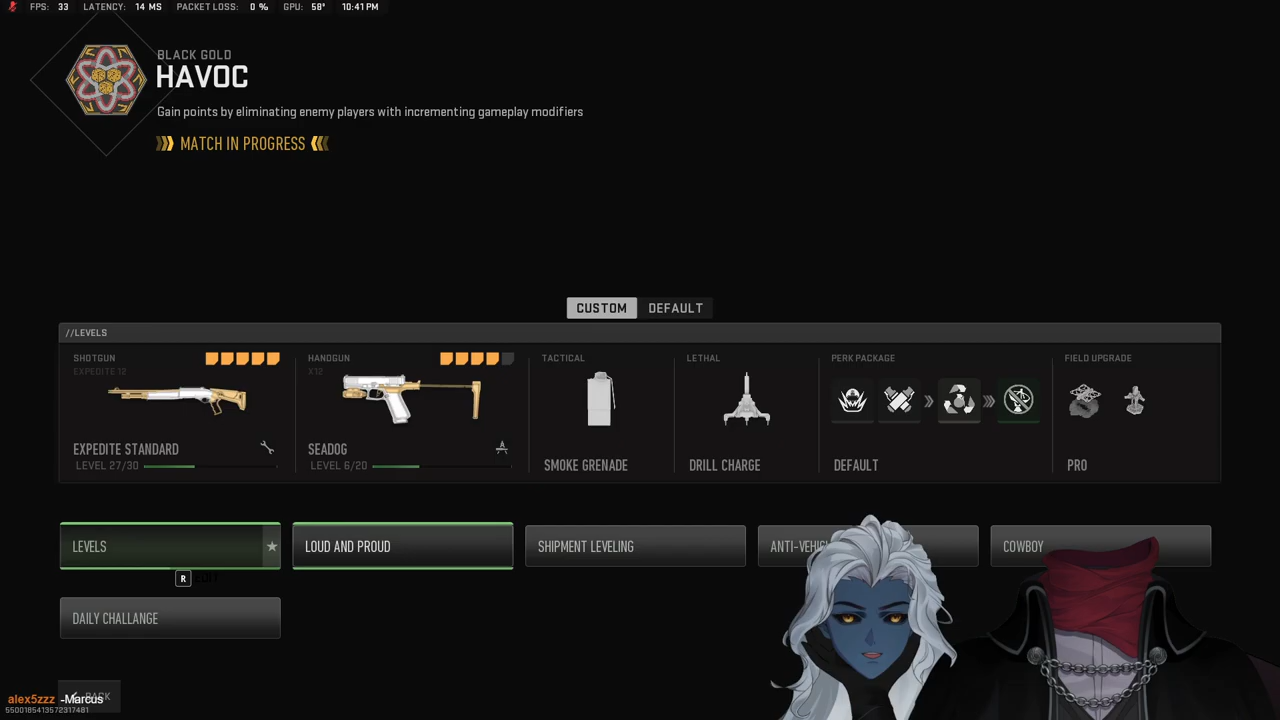 FPS: 33 LATENCY: 14 MS PACKET LOSS: 0 % GPU: 58° 10:41 PM
BLACK GOLD
HAVOC
Gain points by eliminating enemy players with incrementing gameplay modifiers
MATCH IN PROGRESS
CUSTOM DEFAULT
//LEVELS
SHOTGUN HANDGUN TACTICAL LETHAL PERK PACKAGE FIELD UPGRADE
EXPEDITE 12 X12
EXPEDITE STANDARD SEADOG
LEVEL 27/30 LEVEL 6/20 SMOKE GRENADE DRILL CHARGE DEFAULT PRO
LEVELS LOUD AND PROUD SHIPMENT LEVELING COWBOY
R EDIT
DAILY CHALLANGE
BACK
alex5zzz -Marcus